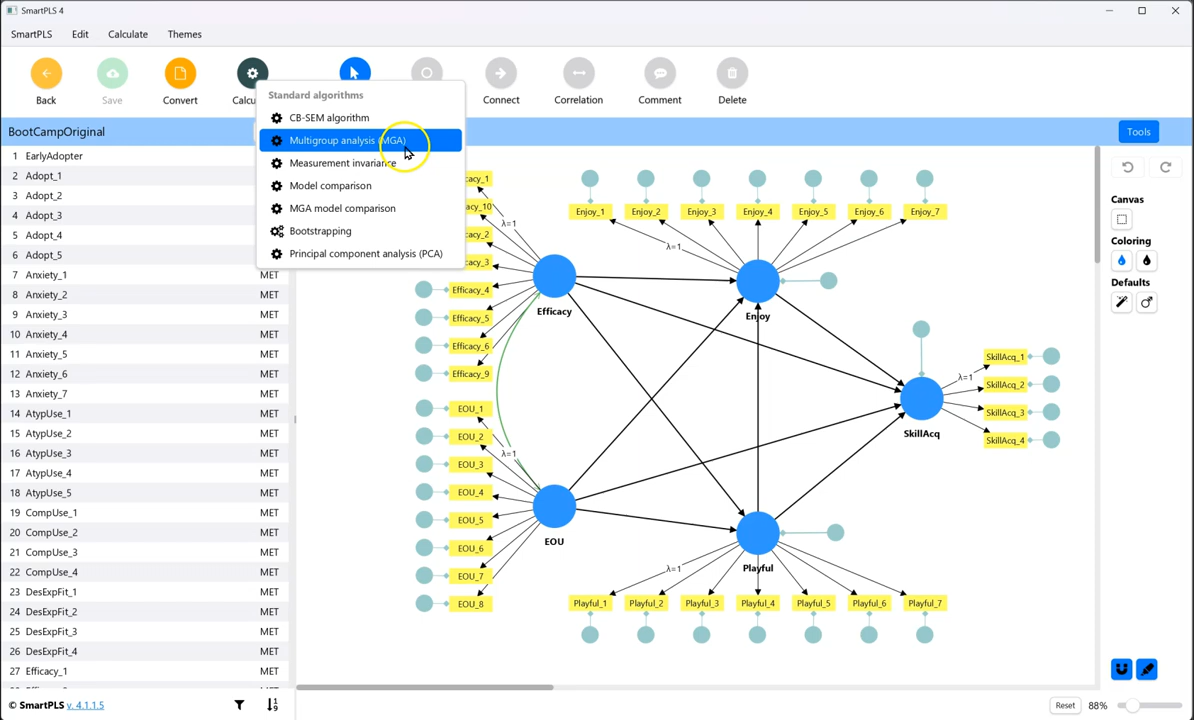 SmartPLS 4
SmartPLS Edit Calculate Themes
Back Save Convert Connect Correlation Comment Delete
Standard algorithms
CB-SEM algorithm
Multigroup analysis (MGA)
Measurement invariance
Model comparison
MGA model comparison
Bootstrapping
Principal component analysis (PCA)
BootCampOriginal
Tools
1 EarlyAdopter
2 Adopt_1
3 Adopt_2
4 Adopt_3
5 Adopt_4
6 Adopt_5
7 Anxiety_1 MET
8 Anxiety_2 MET
9 Anxiety_3 MET
10 Anxiety_4 MET
11 Anxiety_5 MET
12 Anxiety_6 MET
13 Anxiety_7 MET
14 AtypUse_1 MET
15 AtypUse_2 MET
16 AtypUse_3 MET
17 AtypUse_4 MET
18 AtypUse_5 MET
19 CompUse_1 MET
20 CompUse_2 MET
21 CompUse_3 MET
22 CompUse_4 MET
23 DesExpFit_1 MET
24 DesExpFit_2 MET
25 DesExpFit_3 MET
26 DesExpFit_4 MET
27 Efficacy_1 MET
© SmartPLS v. 4.1.1.5
Efficacy_4
Efficacy_5
Efficacy_6
Efficacy_9
λ=1
Efficacy
EOU_1
EOU_2
EOU_3
EOU_4
EOU_5
EOU_6
EOU_7
EOU_8
λ=1
EOU
Enjoy_1 Enjoy_2 Enjoy_3 Enjoy_4 Enjoy_5 Enjoy_6 Enjoy_7
λ=1
Enjoy
SkillAcq_1
SkillAcq_2
SkillAcq_3
SkillAcq_4
λ=1
SkillAcq
Playful
λ=1
Playful_1 Playful_2 Playful_3 Playful_4 Playful_5 Playful_6 Playful_7
Canvas
Coloring
Defaults
Reset 88%